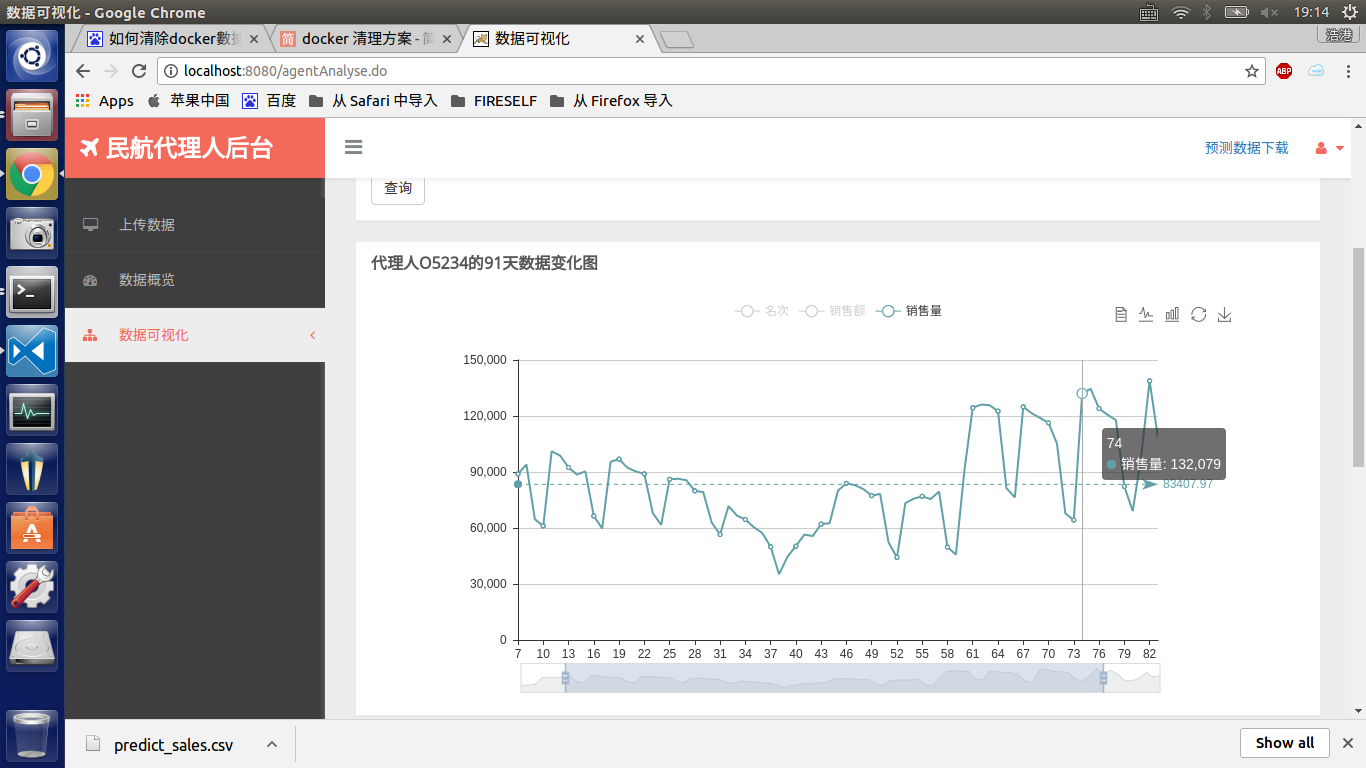 数据可视化 - Google Chrome
19:14
如何清除docker數據
docker 清理方案 - 简
数据可视化
浩港
localhost:8080/agentAnalyse.do
ABP
Apps
苹果中国
百度
从 Safari 中导入
FIRESELF
从 Firefox 导入
民航代理人后台
预测数据下载
上传数据
数据概览
数据可视化
查询
代理人O5234的91天数据变化图
名次 销售额 销售量
150,000
120,000
90,000
60,000
30,000
0
74
销售量: 132,079
83407.97
7 10 13 16 19 22 25 28 31 34 37 40 43 46 49 52 55 58 61 64 67 70 73 76 79 82
predict_sales.csv
Show all